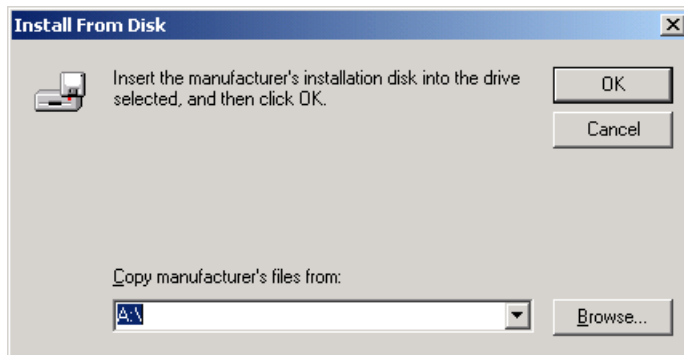 Install From Disk
Insert the manufacturer's installation disk into the drive
selected, and then click OK.
OK
Cancel
Copy manufacturer's files from:
A:\
Browse...